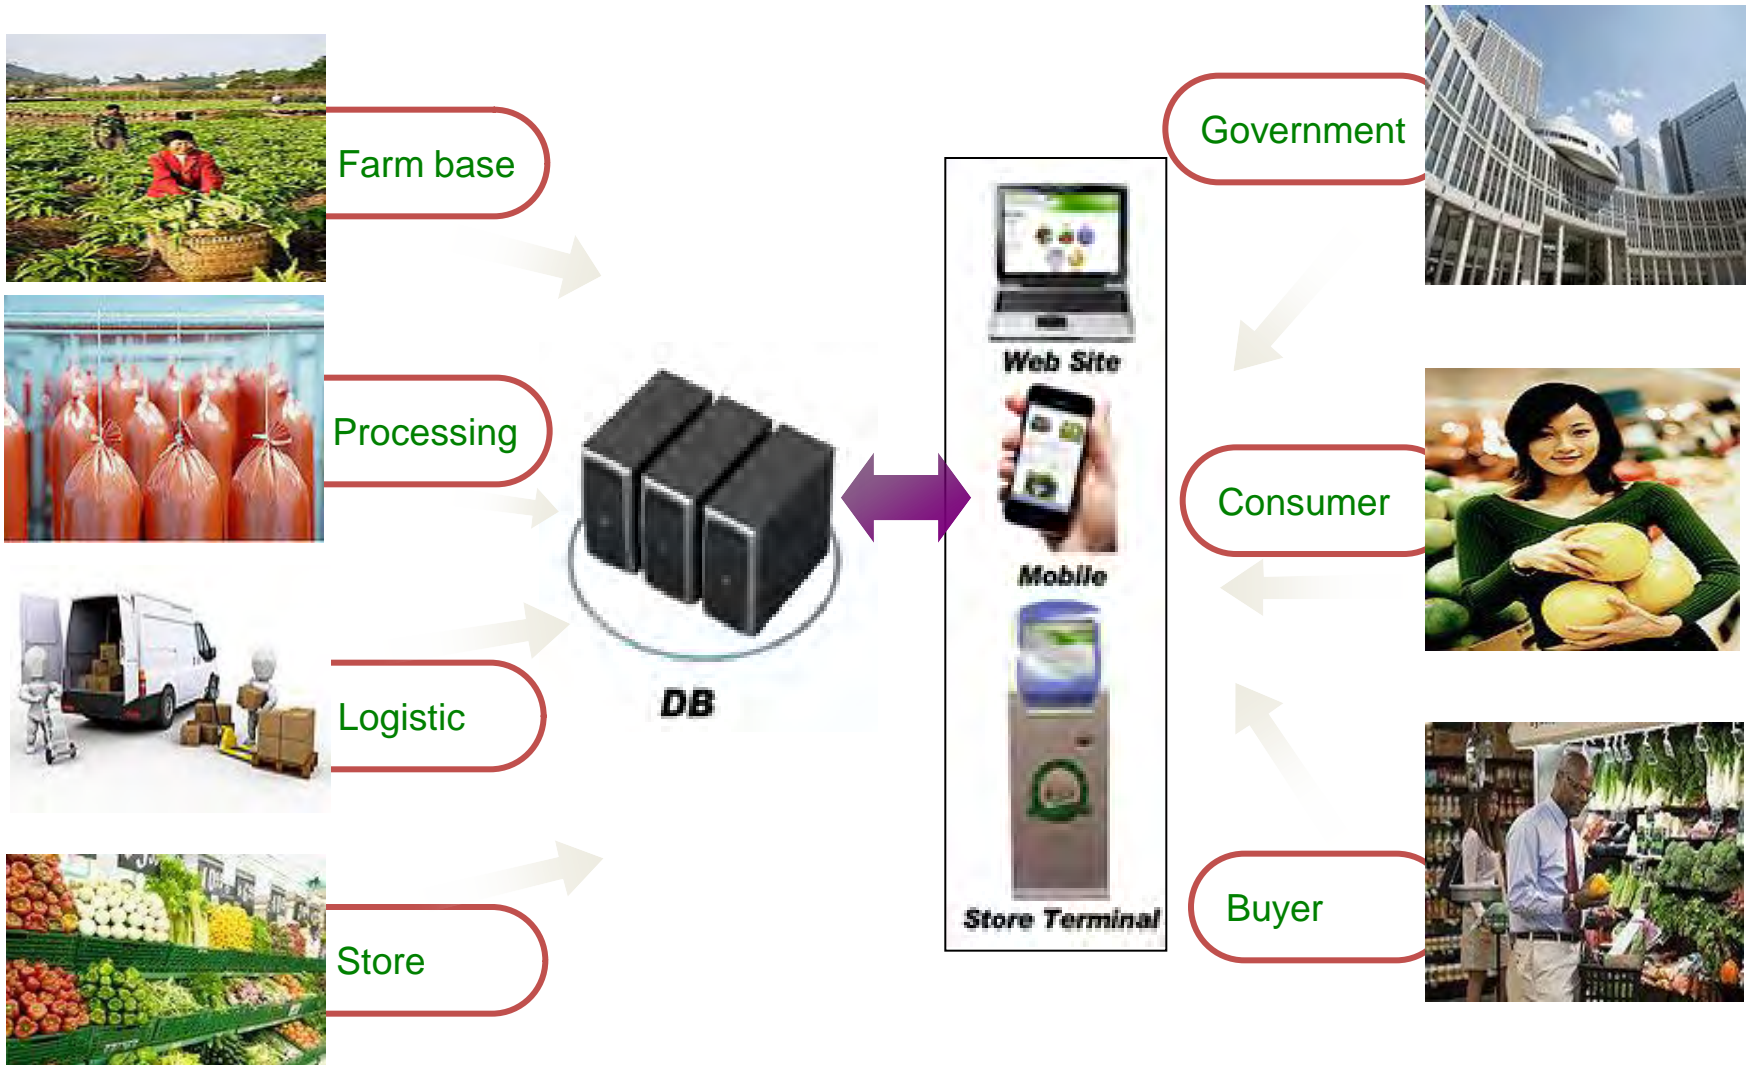 Farm base
Processing
Logistic
Store
DB
Web Site
Mobile
Store Terminal
Government
Consumer
Buyer